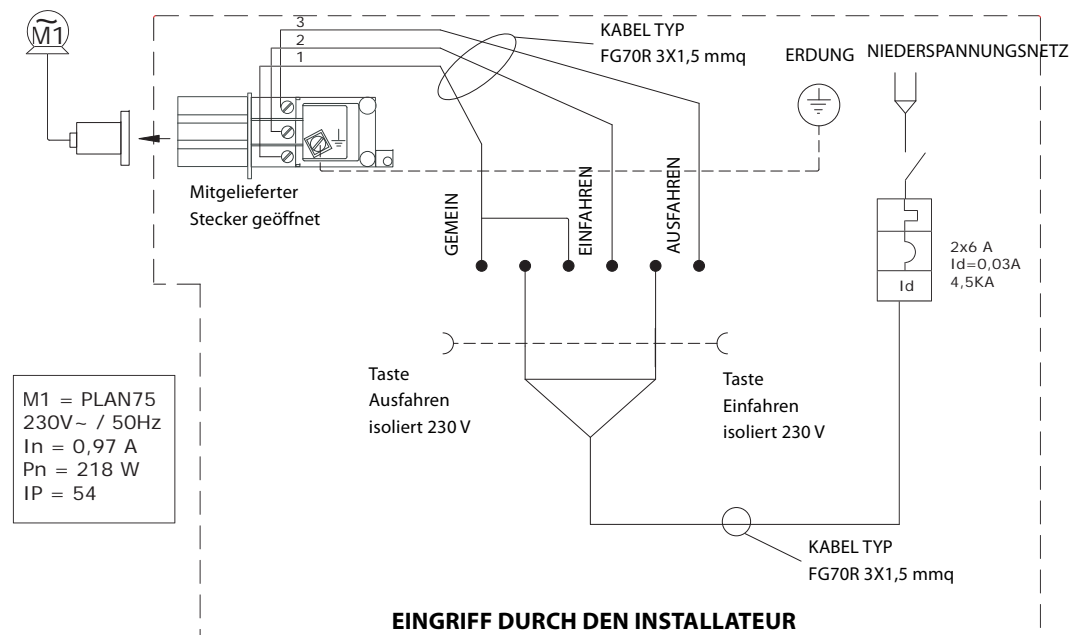 M1
3
2
1
KABEL TYP
FG70R 3X1,5 mmq
ERDUNG
NIEDERSPANNUNGSNETZ
Mitgelieferter
Stecker geöffnet
GEMEIN
EINFAHREN
AUSFAHREN
2x6 A
Id=0,03A
4,5KA
Id
Taste
Ausfahren
isoliert 230 V
Taste
Einfahren
isoliert 230 V
M1 = PLAN75
230V~ / 50Hz
In = 0,97 A
Pn = 218 W
IP = 54
KABEL TYP
FG70R 3X1,5 mmq
EINGRIFF DURCH DEN INSTALLATEUR